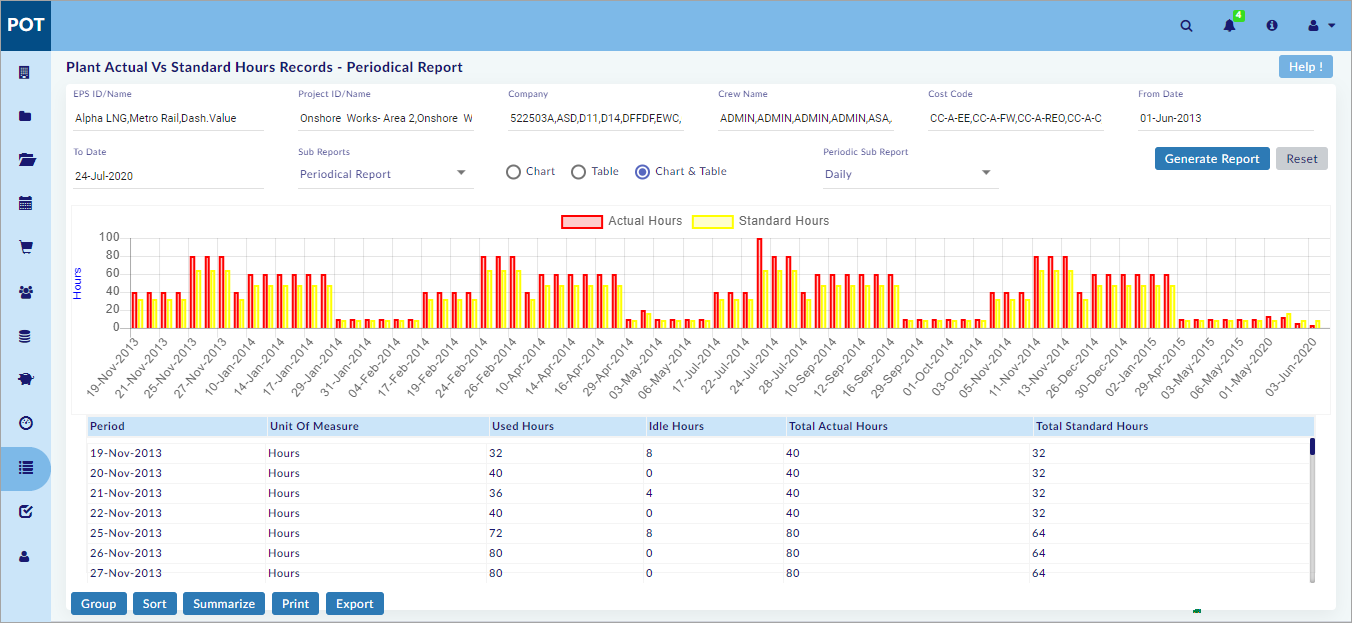 POT
4
Plant Actual Vs Standard Hours Records - Periodical Report
Help !
EPS ID/Name Project ID/Name Company Crew Name Cost Code From Date
Alpha LNG,Metro Rail,Dash.Value Onshore Works- Area 2,Onshore W 522503A,ASD,D11,D14,DFFDF,EWC, ADMIN,ADMIN,ADMIN,ADMIN,ASA, CC-A-EE,CC-A-FW,CC-A-REO,CC-A-C 01-Jun-2013
To Date Sub Reports Periodic Sub Report
24-Jul-2020 Periodical Report Chart Table Chart & Table Daily Generate Report Reset
Actual Hours Standard Hours
Hours
100
80
60
40
20
0
19-Nov-2013 21-Nov-2013 25-Nov-2013 27-Nov-2013 10-Jan-2014 14-Jan-2014 17-Jan-2014 29-Jan-2014 31-Jan-2014 04-Feb-2014 17-Feb-2014 19-Feb-2014 24-Feb-2014 26-Feb-2014 10-Apr-2014 14-Apr-2014 16-Apr-2014 29-Apr-2014 03-May-2014 06-May-2014 17-Jul-2014 22-Jul-2014 24-Jul-2014 28-Jul-2014 10-Sep-2014 12-Sep-2014 16-Sep-2014 29-Sep-2014 01-Oct-2014 03-Oct-2014 05-Nov-2014 11-Nov-2014 13-Nov-2014 26-Dec-2014 30-Dec-2014 02-Jan-2015 29-Apr-2015 03-May-2015 06-May-2015 01-May-2020 03-Jun-2020
Period Unit Of Measure Used Hours Idle Hours Total Actual Hours Total Standard Hours
19-Nov-2013 Hours 32 8 40 32
20-Nov-2013 Hours 40 0 40 32
21-Nov-2013 Hours 36 4 40 32
22-Nov-2013 Hours 40 0 40 32
25-Nov-2013 Hours 72 8 80 64
26-Nov-2013 Hours 80 0 80 64
27-Nov-2013 Hours 80 0 80 64
Group Sort Summarize Print Export